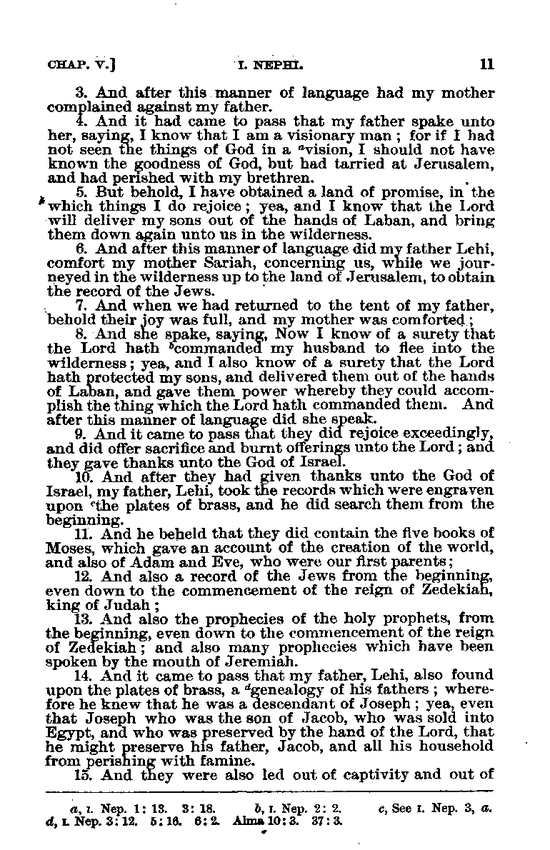 CHAP. V.] I. NEPHI. 11
3. And after this manner of language had my mother
complained against my father.
4. And it had came to pass that my father spake unto
her, saying, I know that I am a visionary man ; for if I had
not seen the things of God in a ᵃvision, I should not have
known the goodness of God, but had tarried at Jerusalem,
and had perished with my brethren.
5. But behold, I have obtained a land of promise, in the
which things I do rejoice ; yea, and I know that the Lord
will deliver my sons out of the hands of Laban, and bring
them down again unto us in the wilderness.
6. And after this manner of language did my father Lehi,
comfort my mother Sariah, concerning us, while we jour-
neyed in the wilderness up to the land of Jerusalem, to obtain
the record of the Jews.
7. And when we had returned to the tent of my father,
behold their joy was full, and my mother was comforted ;
8. And she spake, saying, Now I know of a surety that
the Lord hath ᵇcommanded my husband to flee into the
wilderness ; yea, and I also know of a surety that the Lord
hath protected my sons, and delivered them out of the hands
of Laban, and gave them power whereby they could accom-
plish the thing which the Lord hath commanded them. And
after this manner of language did she speak.
9. And it came to pass that they did rejoice exceedingly,
and did offer sacrifice and burnt offerings unto the Lord ; and
they gave thanks unto the God of Israel.
10. And after they had given thanks unto the God of
Israel, my father, Lehi, took the records which were engraven
upon ᶜthe plates of brass, and he did search them from the
beginning.
11. And he beheld that they did contain the five books of
Moses, which gave an account of the creation of the world,
and also of Adam and Eve, who were our first parents ;
12. And also a record of the Jews from the beginning,
even down to the commencement of the reign of Zedekiah,
king of Judah ;
13. And also the prophecies of the holy prophets, from
the beginning, even down to the commencement of the reign
of Zedekiah ; and also many prophecies which have been
spoken by the mouth of Jeremiah.
14. And it came to pass that my father, Lehi, also found
upon the plates of brass, a ᵈgenealogy of his fathers ; where-
fore he knew that he was a descendant of Joseph ; yea, even
that Joseph who was the son of Jacob, who was sold into
Egypt, and who was preserved by the hand of the Lord, that
he might preserve his father, Jacob, and all his household
from perishing with famine.
15. And they were also led out of captivity and out of
a, I. Nep. 1: 13. 3: 18. b, I. Nep. 2: 2. c, See I. Nep. 3, a.
d, I. Nep. 3: 12. 5: 16. 6: 2. Alma 10: 3. 37: 3.